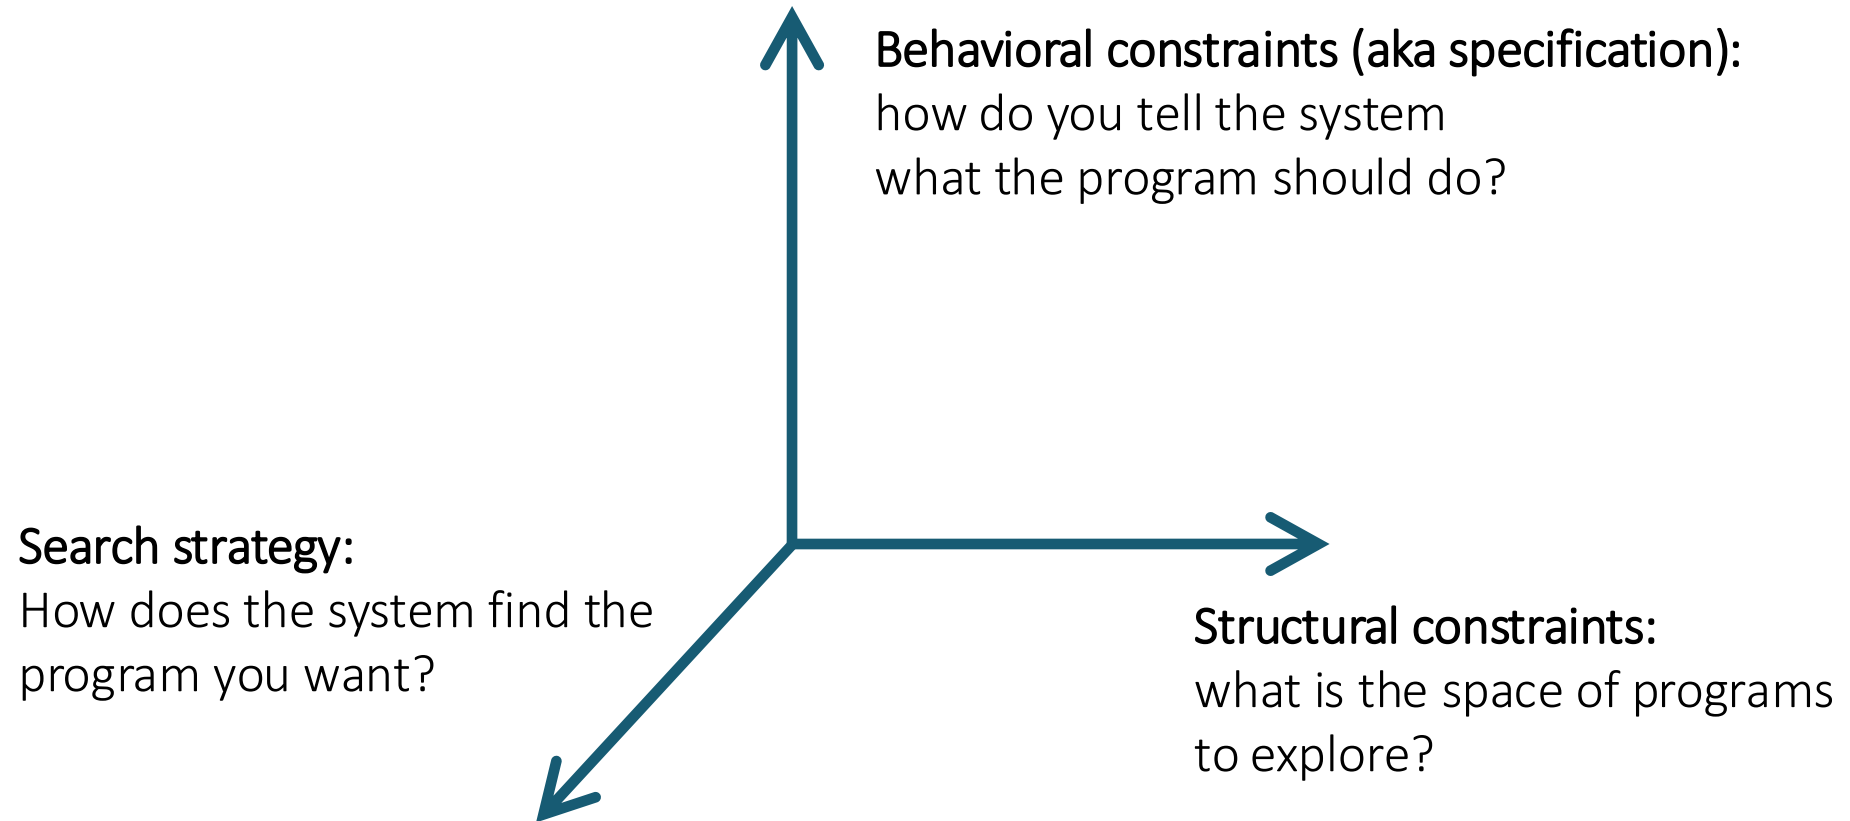 Behavioral constraints (aka specification):
how do you tell the system
what the program should do?
Search strategy:
How does the system find the
program you want?
Structural constraints:
what is the space of programs
to explore?